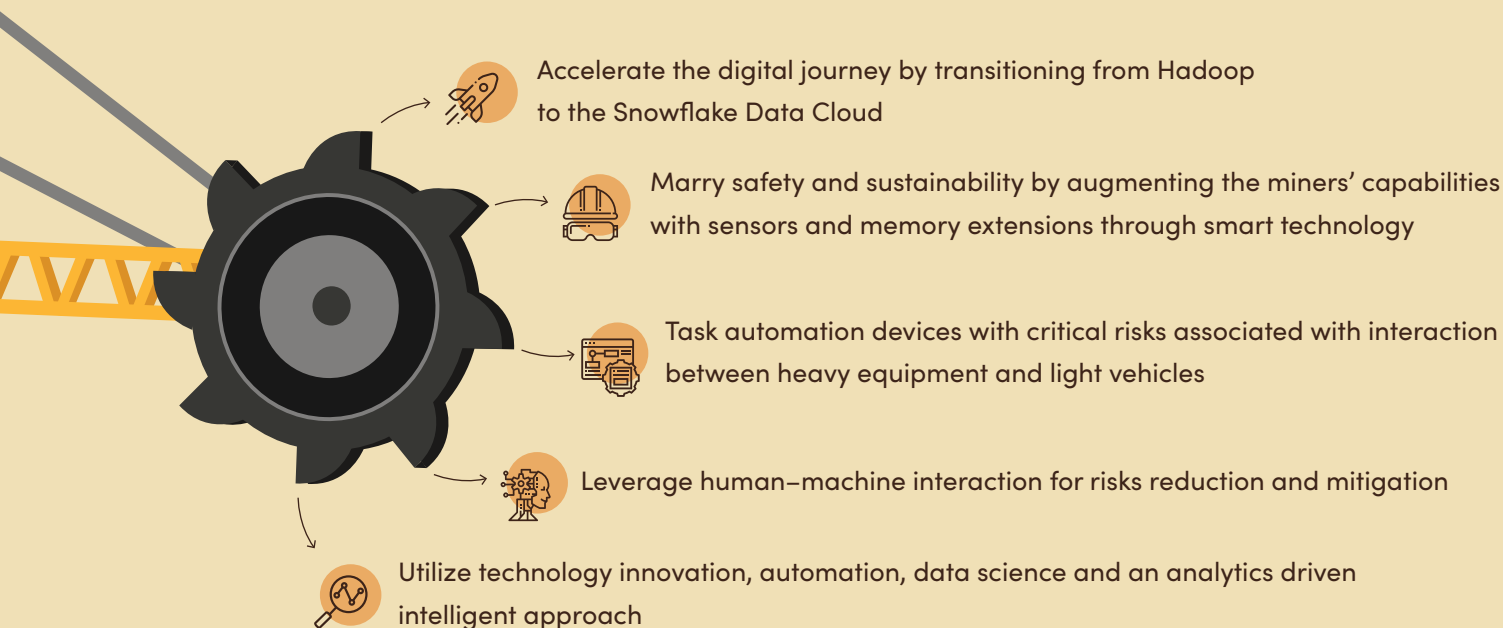 Accelerate the digital journey by transitioning from Hadoop
to the Snowflake Data Cloud
Marry safety and sustainability by augmenting the miners’ capabilities
with sensors and memory extensions through smart technology
Task automation devices with critical risks associated with interaction
between heavy equipment and light vehicles
Leverage human–machine interaction for risks reduction and mitigation
Utilize technology innovation, automation, data science and an analytics driven
intelligent approach